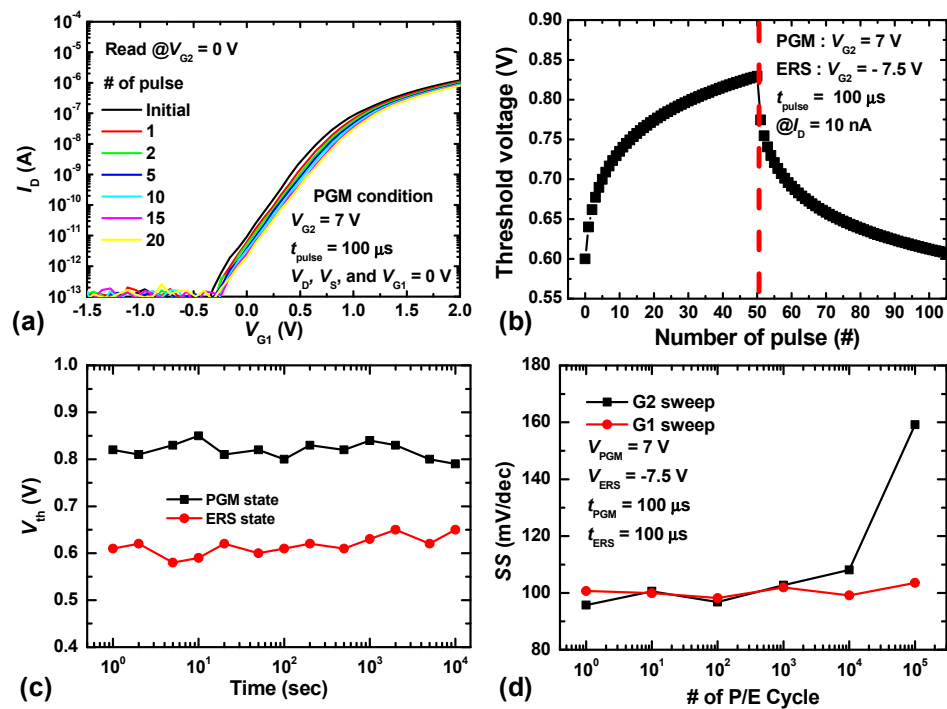 10⁻⁴
10⁻⁵
10⁻⁶
10⁻⁷
10⁻⁸
10⁻⁹
10⁻¹⁰
10⁻¹¹
10⁻¹²
10⁻¹³
I_D (A)
Read @V_G2 = 0 V
# of pulse
Initial
1
2
5
10
15
20
PGM condition
V_G2 = 7 V
t_pulse = 100 μs
V_D, V_S, and V_G1 = 0 V
-1.5 -1.0 -0.5 0.0 0.5 1.0 1.5 2.0
V_G1 (V)
(a)
0.90
0.85
0.80
0.75
0.70
0.65
0.60
0.55
Threshold voltage (V)
PGM : V_G2 = 7 V
ERS : V_G2 = - 7.5 V
t_pulse = 100 μs
@I_D = 10 nA
0 10 20 30 40 50 60 70 80 90 100
Number of pulse (#)
(b)
1.0
0.9
0.8
0.7
0.6
0.5
0.4
V_th (V)
PGM state
ERS state
10⁰ 10¹ 10² 10³ 10⁴
Time (sec)
(c)
180
160
140
120
100
80
SS (mV/dec)
G2 sweep
G1 sweep
V_PGM = 7 V
V_ERS = -7.5 V
t_PGM = 100 μs
t_ERS = 100 μs
10⁰ 10¹ 10² 10³ 10⁴ 10⁵
# of P/E Cycle
(d)